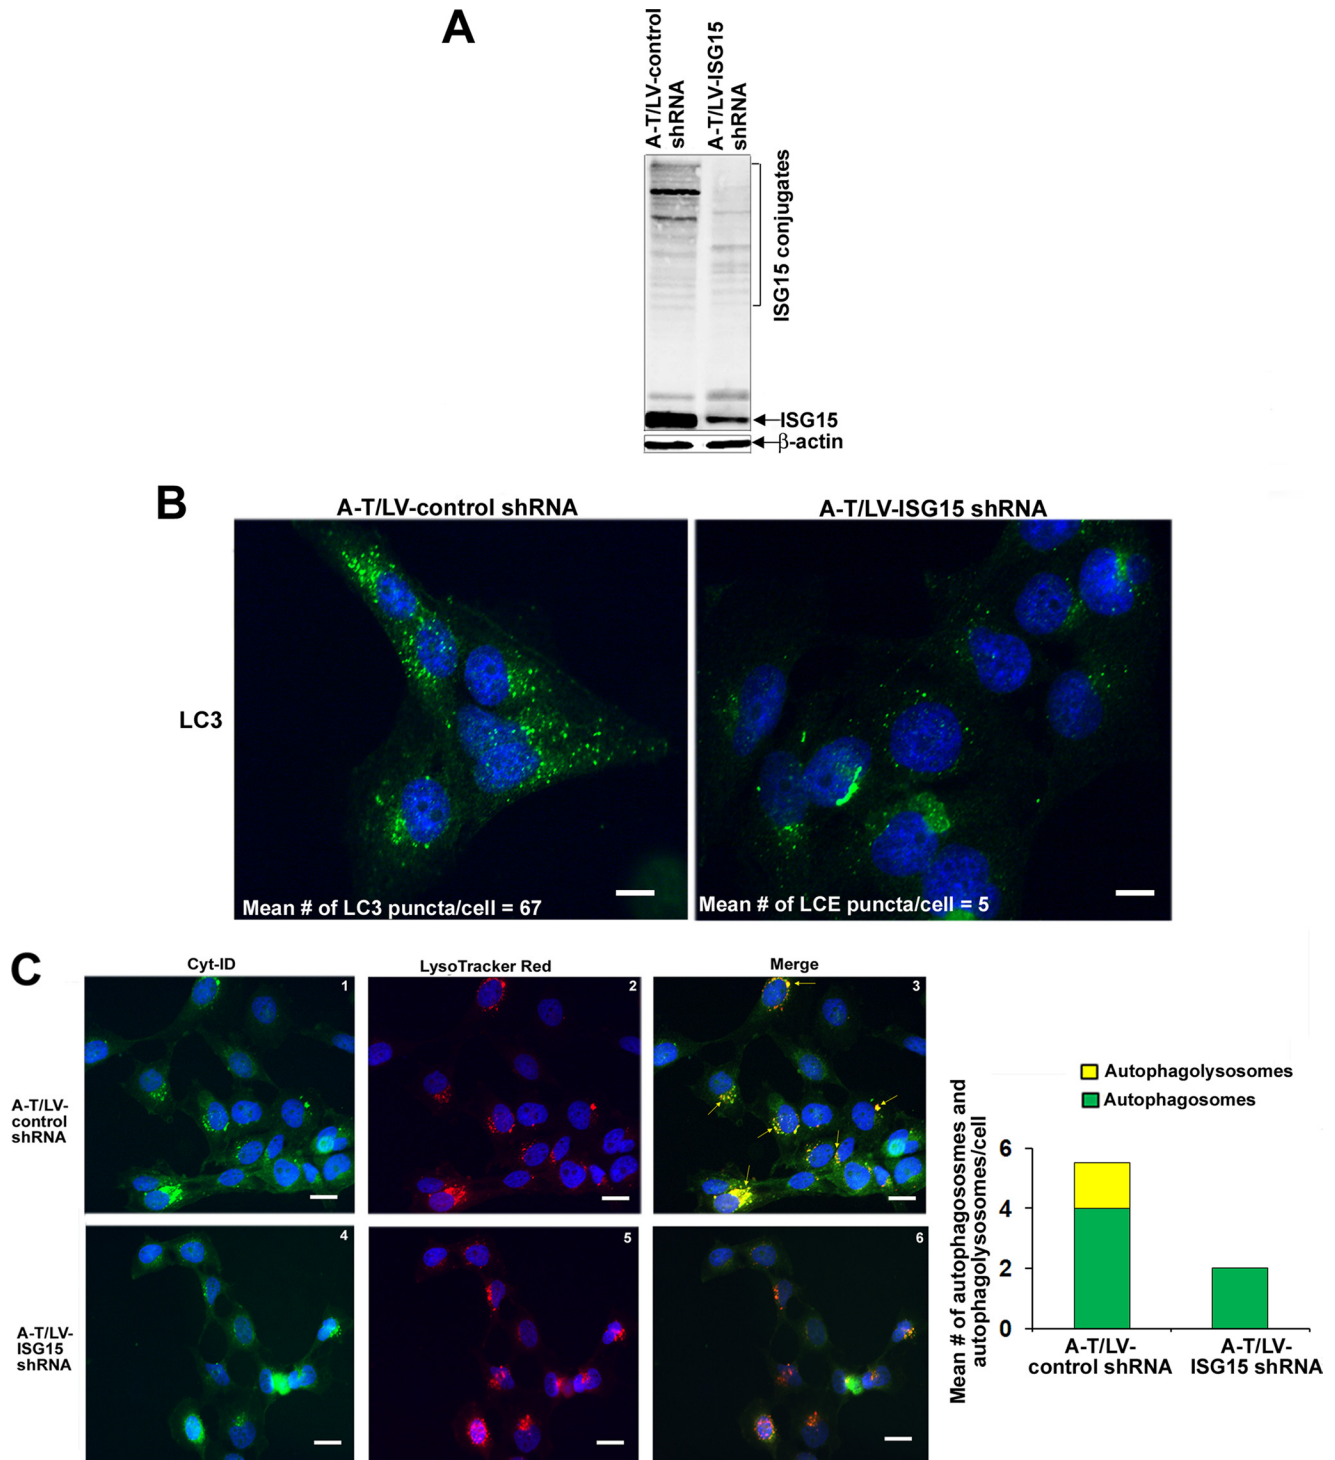 A
A-T/LV-control
shRNA
A-T/LV-ISG15
shRNA
ISG15 conjugates
ISG15
β-actin
B
A-T/LV-control shRNA
A-T/LV-ISG15 shRNA
LC3
Mean # of LC3 puncta/cell = 67
Mean # of LCE puncta/cell = 5
C
Cyt-ID
LysoTracker Red
Merge
1
2
3
A-T/LV-
control
shRNA
4
5
6
A-T/LV-
ISG15
shRNA
Autophagolysosomes
Autophagosomes
Mean # of autophagososmes and
autophagolysosomes/cell
6
4
2
0
A-T/LV-
control shRNA
A-T/LV-
ISG15 shRNA